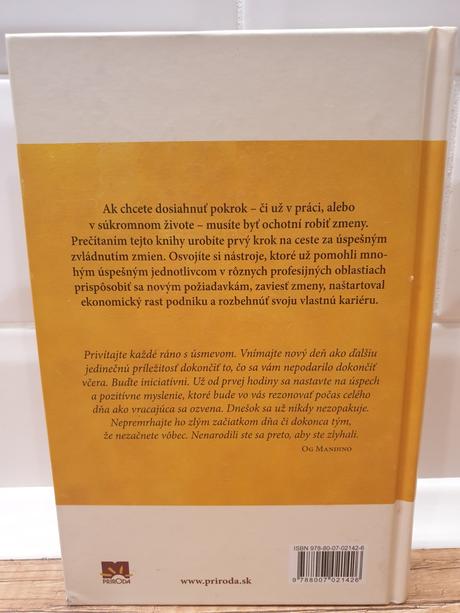 Ak chcete dosiahnuť pokrok – či už v práci, alebo
v súkromnom živote – musíte byť ochotní robiť zmeny.
Prečítaním tejto knihy urobíte prvý krok na ceste za úspešným
zvládnutím zmien. Osvojíte si nástroje, ktoré už pomohli mno-
hým úspešným jednotlivcom v rôznych profesijných oblastiach
prispôsobiť sa novým požiadavkám, zaviesť zmeny, naštartovať
ekonomický rast podniku a rozbehnúť svoju vlastnú kariéru.
Privítajte každé ráno s úsmevom. Vnímajte nový deň ako ďalšiu
jedinečnú príležitosť dokončiť to, čo sa vám nepodarilo dokončiť
včera. Buďte iniciatívni. Už od prvej hodiny sa nastavte na úspech
a pozitívne myslenie, ktoré bude vo vás rezonovať počas celého
dňa ako vracajúca sa ozvena. Dnešok sa už nikdy nezopakuje.
Nepremrhajte ho zlým začiatkom dňa či dokonca tým,
že nezačnete vôbec. Nenarodili ste sa preto, aby ste zlyhali.
Og Mandino
ISBN 978-80-07-02142-6
PRÍRODA
www.priroda.sk
9 788007 021426